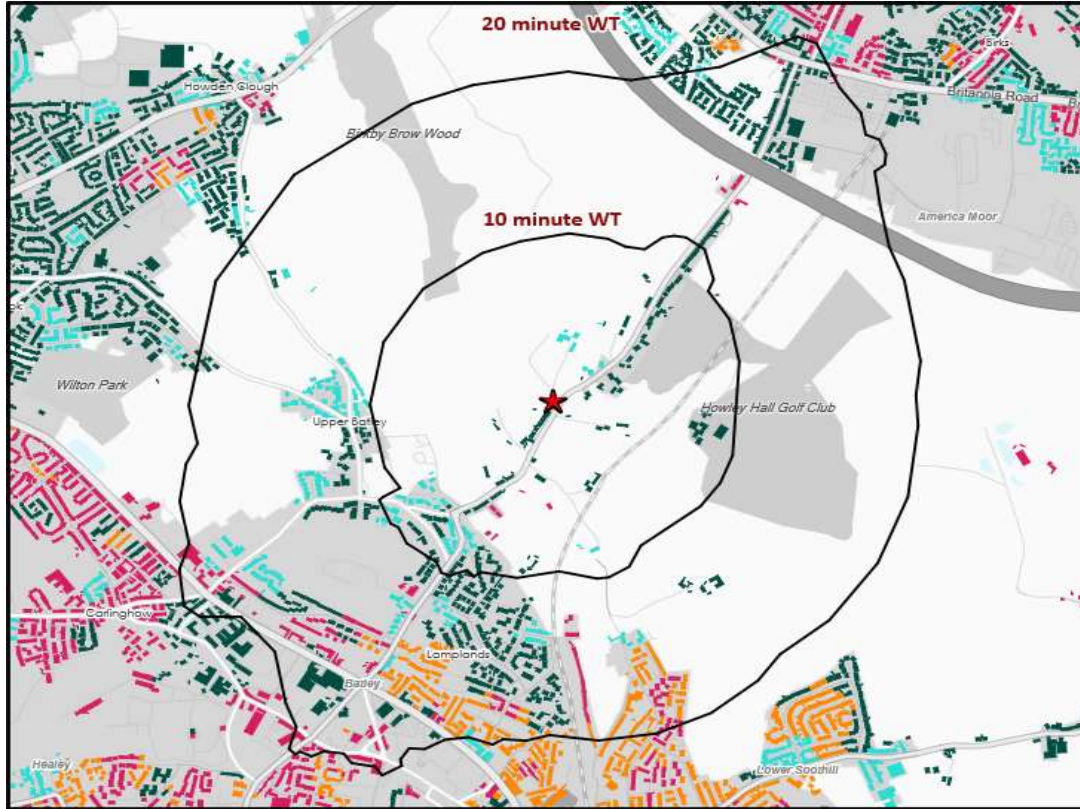 20 minute WT
Birks
Howden Clough
Britannia Road
Birkby Brow Wood
10 minute WT
America Moor
Wilton Park
Howley Hall Golf Club
Upper Batley
Carlinghow
Lamplands
Batley
Healey
Lower Soothill